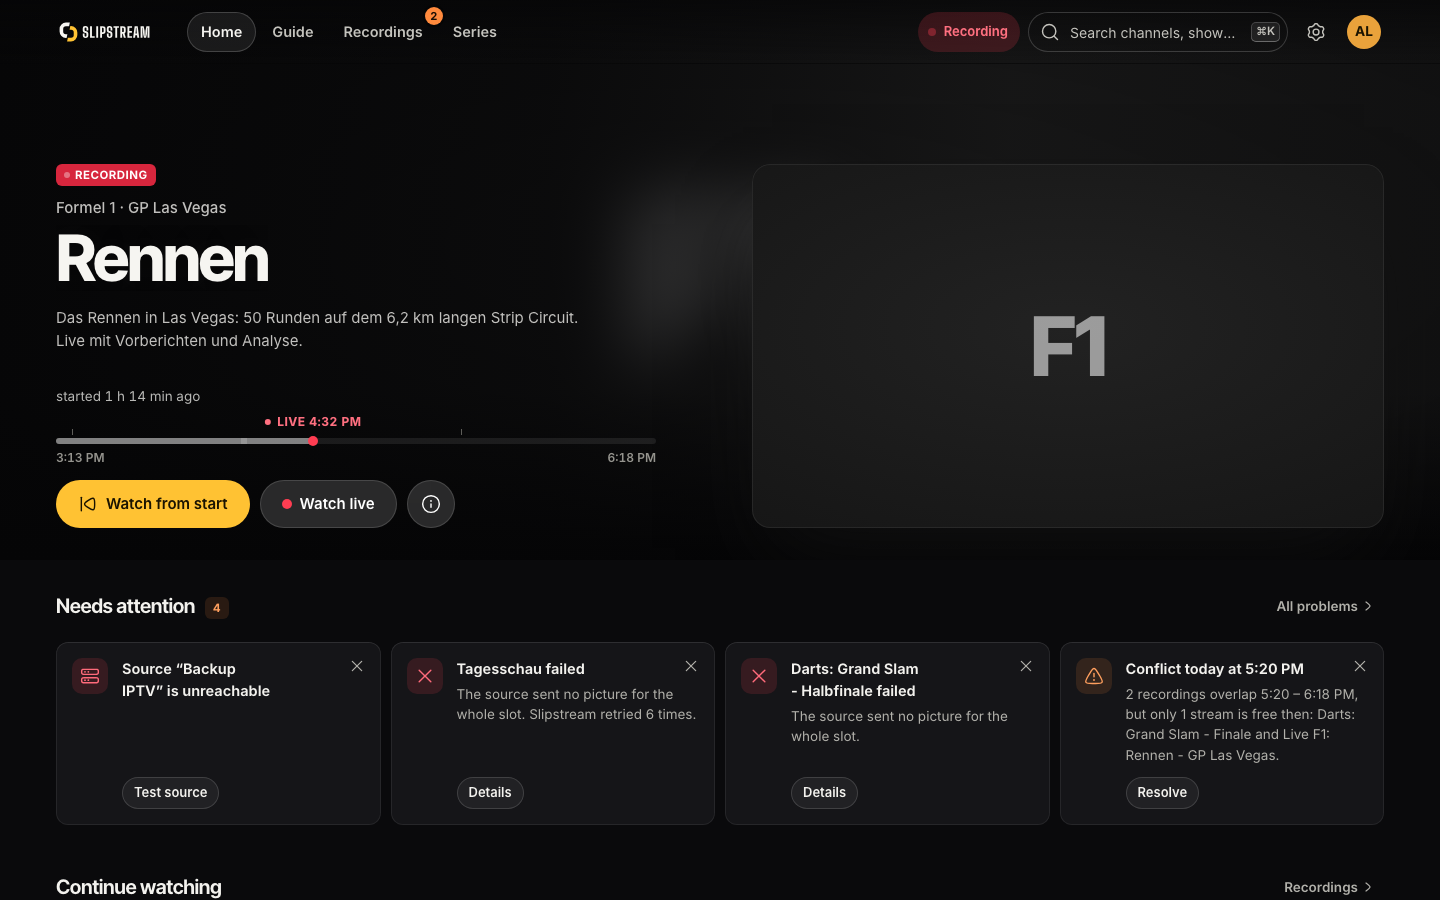 SLIPSTREAM
Home
Guide
Recordings
2
Series
Recording
Search channels, show...
⌘K
AL
RECORDING
Formel 1 · GP Las Vegas
Rennen
Das Rennen in Las Vegas: 50 Runden auf dem 6,2 km langen Strip Circuit.
Live mit Vorberichten und Analyse.
started 1 h 14 min ago
LIVE 4:32 PM
3:13 PM
6:18 PM
Watch from start
Watch live
F1
Needs attention
4
All problems
Source “Backup
IPTV” is unreachable
Test source
Tagesschau failed
The source sent no picture for the
whole slot. Slipstream retried 6 times.
Details
Darts: Grand Slam
- Halbfinale failed
The source sent no picture for the
whole slot.
Details
Conflict today at 5:20 PM
2 recordings overlap 5:20 – 6:18 PM,
but only 1 stream is free then: Darts:
Grand Slam - Finale and Live F1:
Rennen - GP Las Vegas.
Resolve
Continue watching
Recordings